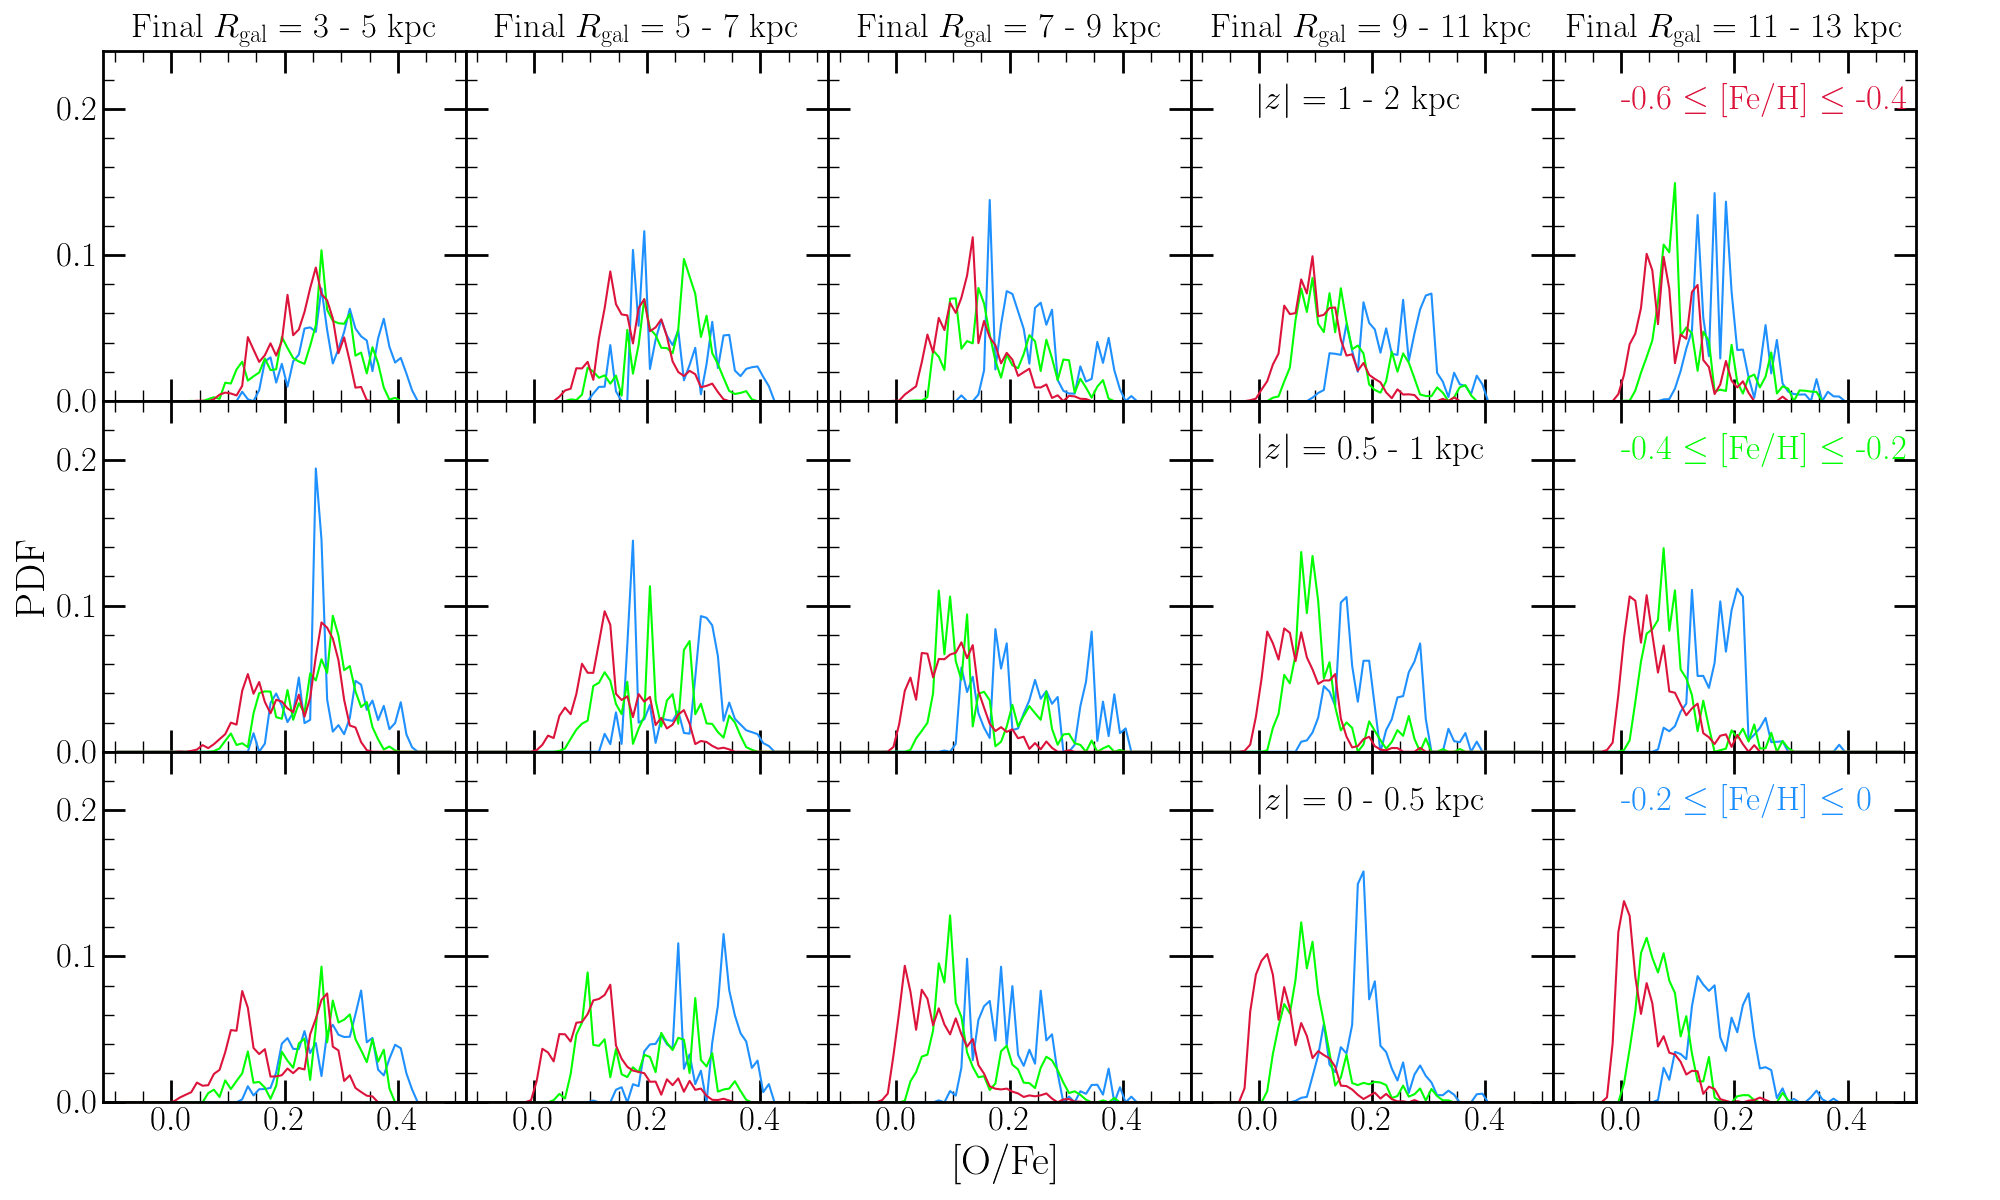 Final R_gal = 3 - 5 kpc
Final R_gal = 5 - 7 kpc
Final R_gal = 7 - 9 kpc
Final R_gal = 9 - 11 kpc
Final R_gal = 11 - 13 kpc
0.2
|z| = 1 - 2 kpc
-0.6 ≤ [Fe/H] ≤ -0.4
0.1
0.0
|z| = 0.5 - 1 kpc
-0.4 ≤ [Fe/H] ≤ -0.2
0.2
PDF
0.1
0.0
|z| = 0 - 0.5 kpc
-0.2 ≤ [Fe/H] ≤ 0
0.2
0.1
0.0
0.0 0.2 0.4
0.0 0.2 0.4
0.0 0.2 0.4
0.0 0.2 0.4
0.0 0.2 0.4
[O/Fe]